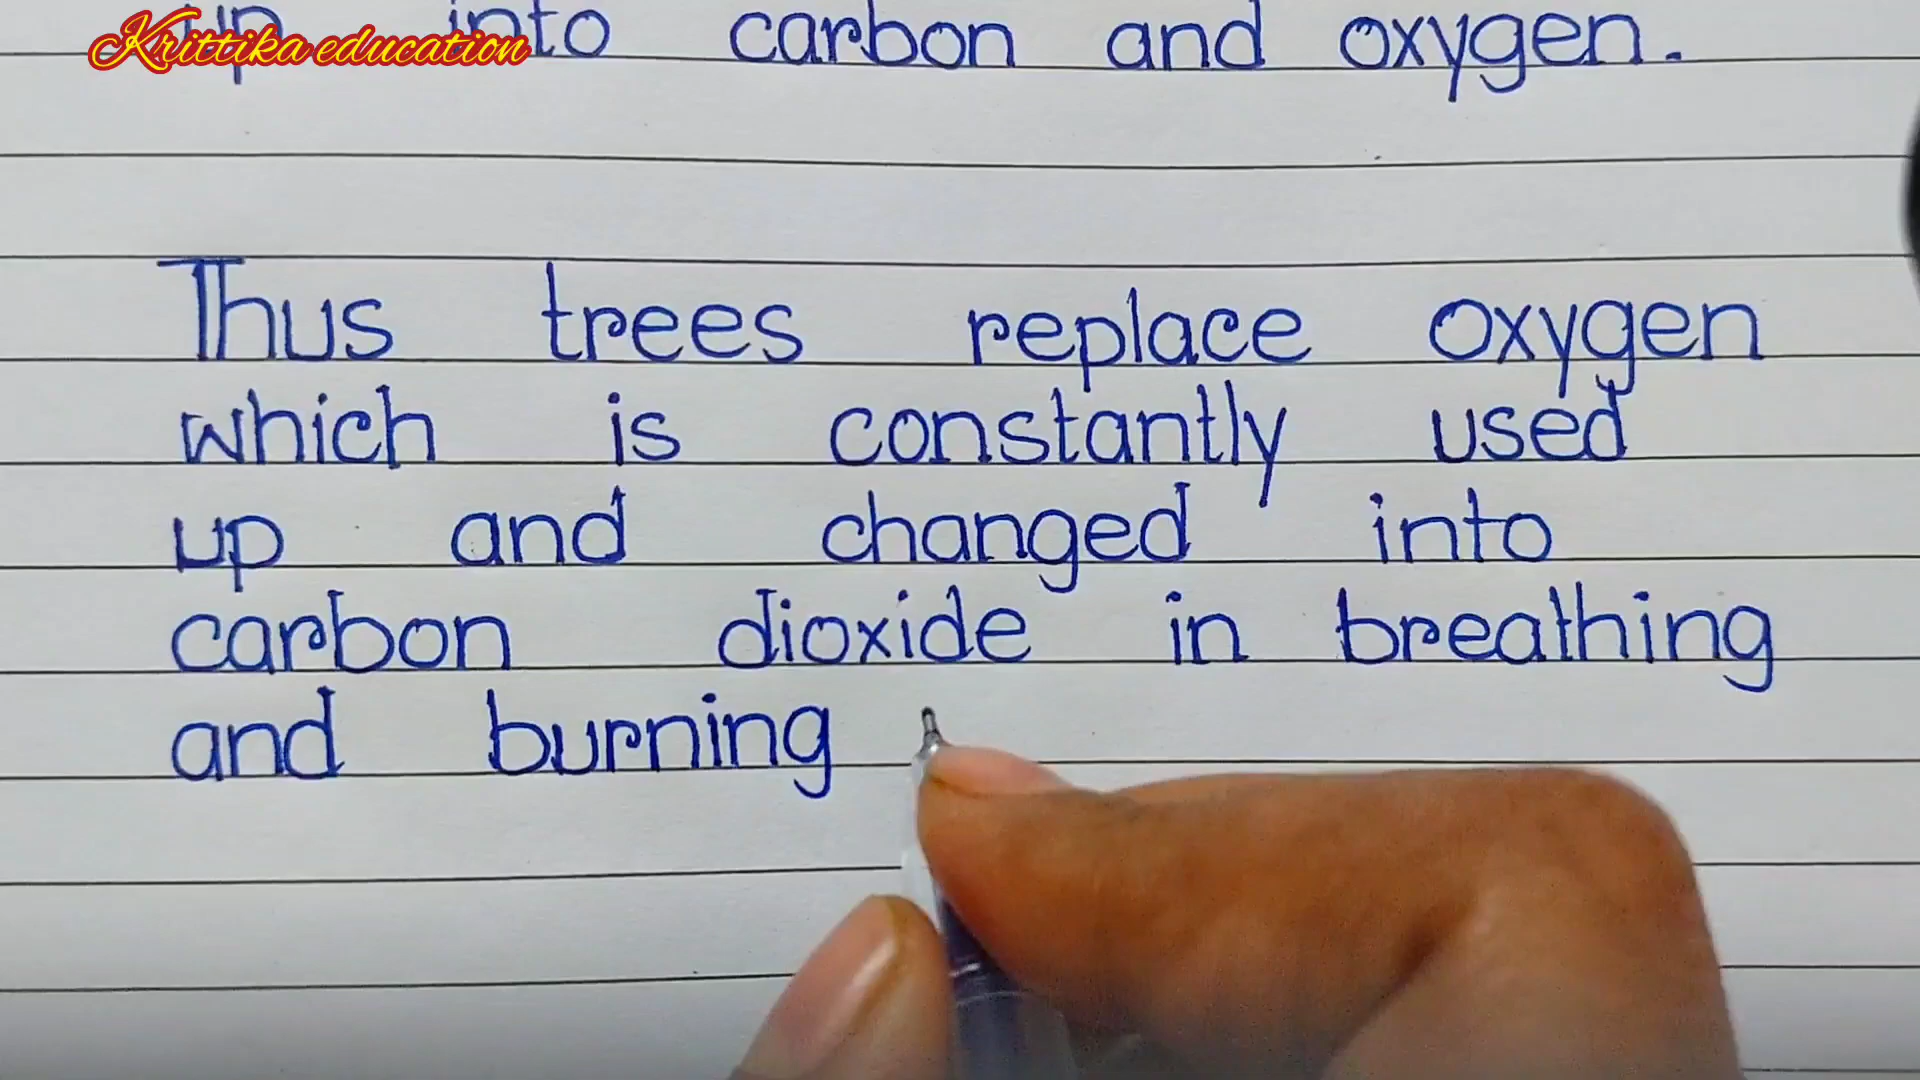 Krittika education
up into carbon and oxygen.
Thus trees replace oxygen
which is constantly used
up and changed into
carbon dioxide in breathing
and burning